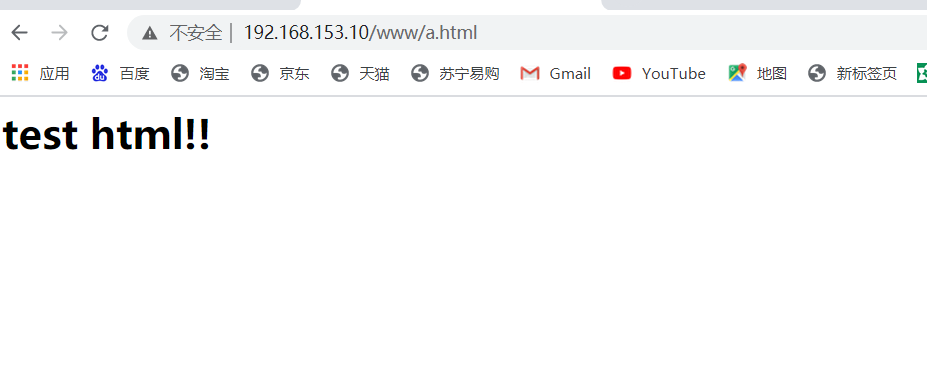 不安全 | 192.168.153.10/www/a.html
应用 百度 淘宝 京东 天猫 苏宁易购 Gmail YouTube 地图 新标签页
test html!!